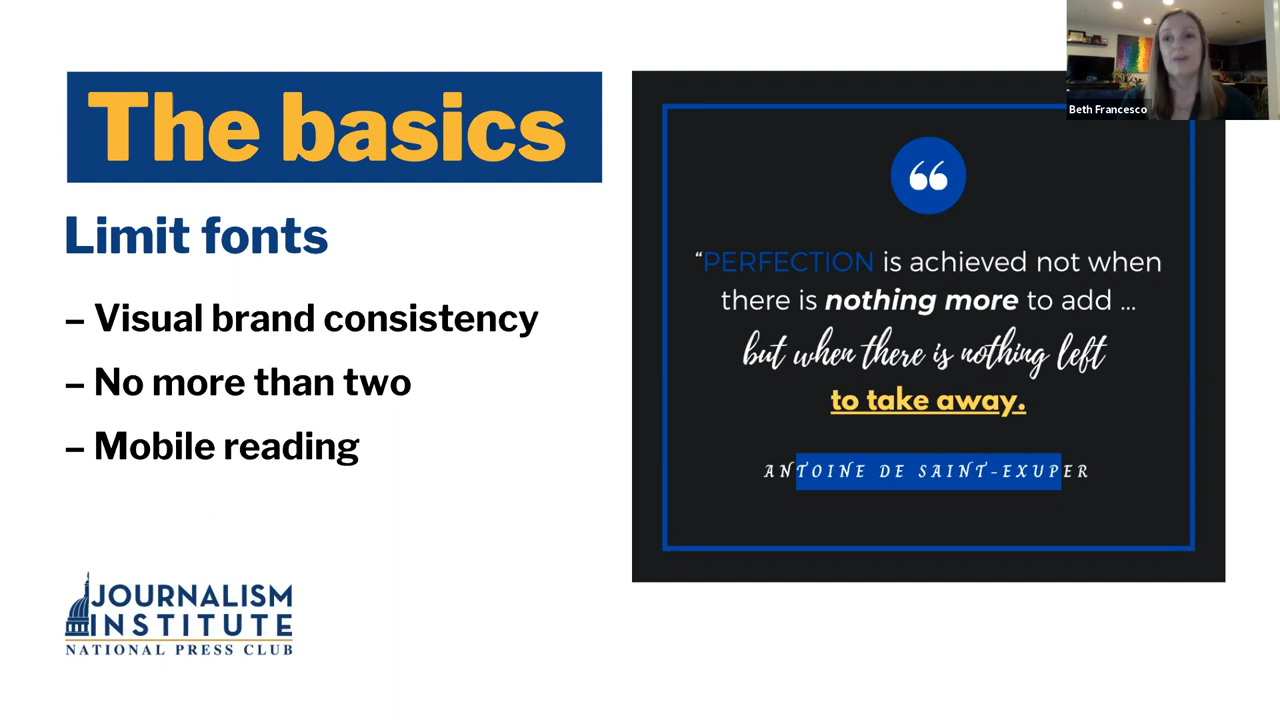 The basics
Limit fonts
– Visual brand consistency
– No more than two
– Mobile reading
JOURNALISM
INSTITUTE
NATIONAL PRESS CLUB
“
“PERFECTION is achieved not when
there is nothing more to add ...
but when there is nothing left
to take away.
ANTOINE DE SAINT-EXUPER
Beth Francesco